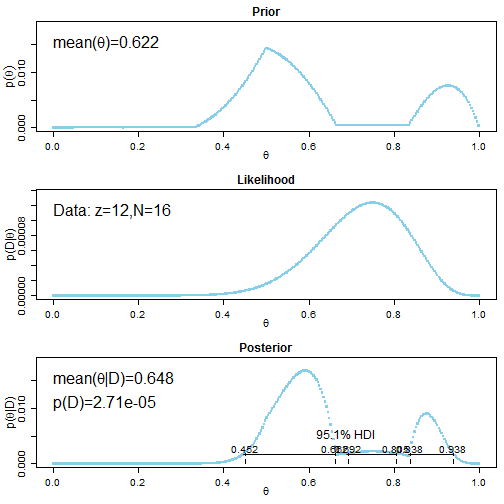 Prior
mean(θ)=0.622
p(θ)
0.000
0.010
0.0
0.2
0.4
0.6
0.8
1.0
θ
Likelihood
Data: z=12,N=16
p(D|θ)
0.00000
0.00008
0.0
0.2
0.4
0.6
0.8
1.0
θ
Posterior
mean(θ|D)=0.648
p(D)=2.71e-05
95.1% HDI
0.452
0.938
p(θ|D)
0.000
0.010
0.0
0.2
0.4
0.6
0.8
1.0
θ